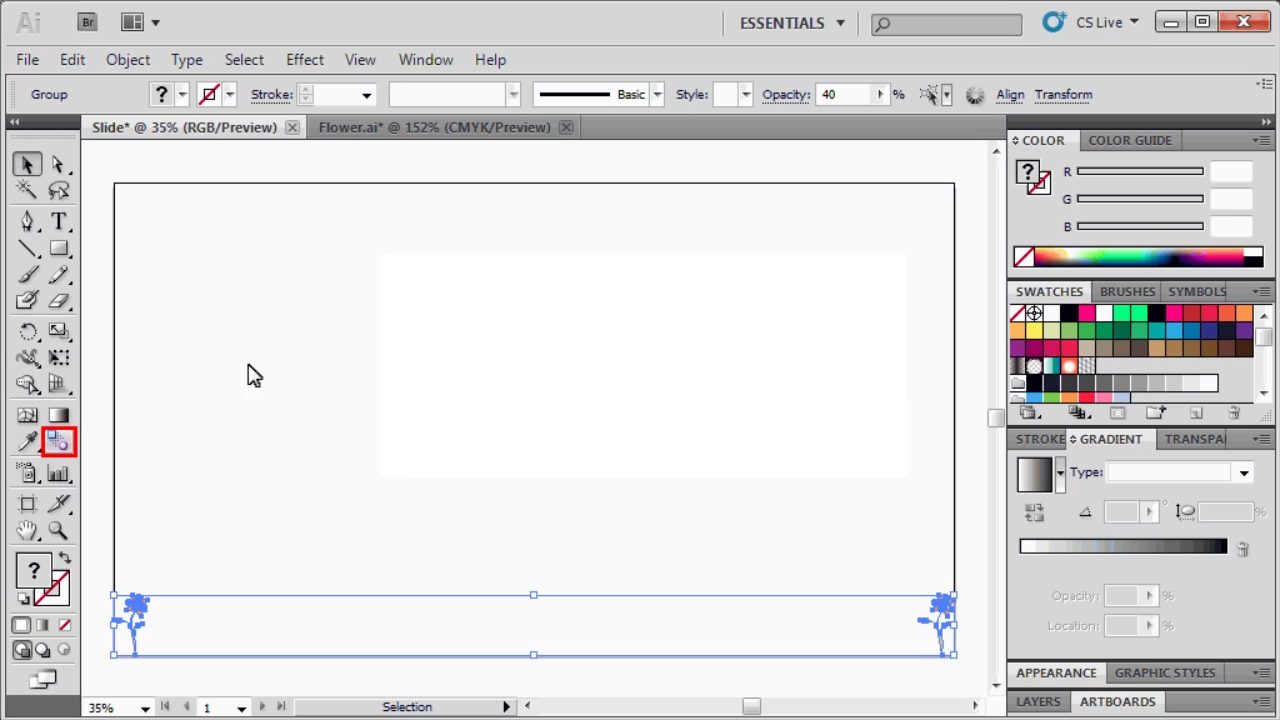 Ai Br ESSENTIALS CS Live
File Edit Object Type Select Effect View Window Help
Group ? Stroke: Basic Style: Opacity: 40 % Align Transform
Slide* @ 35% (RGB/Preview) Flower.ai* @ 152% (CMYK/Preview)
COLOR COLOR GUIDE
? R
G
B
T
SWATCHES BRUSHES SYMBOLS
STROKE GRADIENT TRANSPA
Type:
° %
?
Opacity: %
Location: %
APPEARANCE GRAPHIC STYLES
LAYERS ARTBOARDS
35% 1 Selection